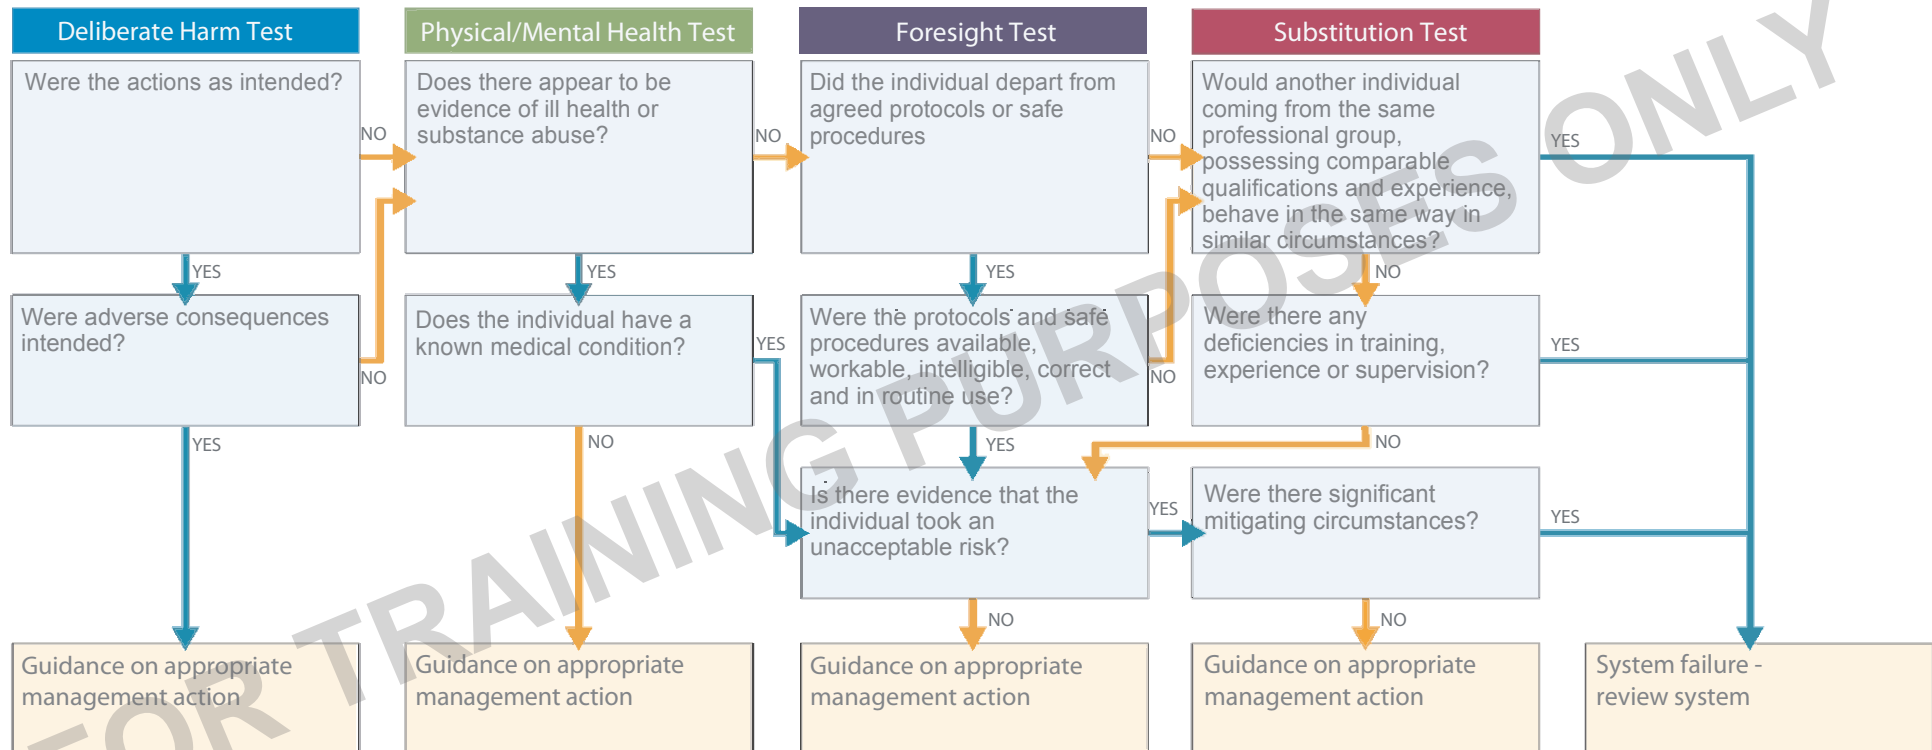 Deliberate Harm Test
Physical/Mental Health Test
Foresight Test
Substitution Test
Were the actions as intended?
Does there appear to be
evidence of ill health or
substance abuse?
Did the individual depart from
agreed protocols or safe
procedures
Would another individual
coming from the same
professional group,
possessing comparable
qualifications and experience,
behave in the same way in
similar circumstances?
NO
NO
NO
YES
YES
YES
YES
NO
Were adverse consequences
intended?
Does the individual have a
known medical condition?
Were the protocols and safe
procedures available,
workable, intelligible, correct
and in routine use?
Were there any
deficiencies in training,
experience or supervision?
NO
YES
NO
YES
YES
NO
YES
NO
Is there evidence that the
individual took an
unacceptable risk?
Were there significant
mitigating circumstances?
YES
YES
NO
NO
Guidance on appropriate
management action
Guidance on appropriate
management action
Guidance on appropriate
management action
Guidance on appropriate
management action
System failure -
review system
FOR TRAINING PURPOSES ONLY